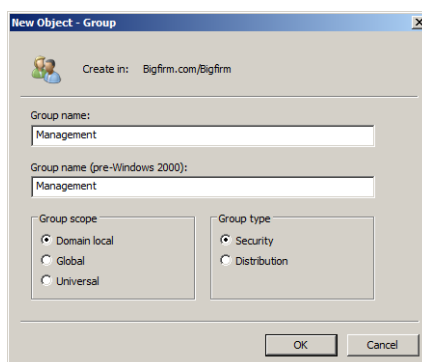 New Object - Group
Create in: Bigfirm.com/Bigfirm
Group name:
Management
Group name (pre-Windows 2000):
Management
Group scope
Group type
Domain local
Security
Global
Distribution
Universal
OK
Cancel